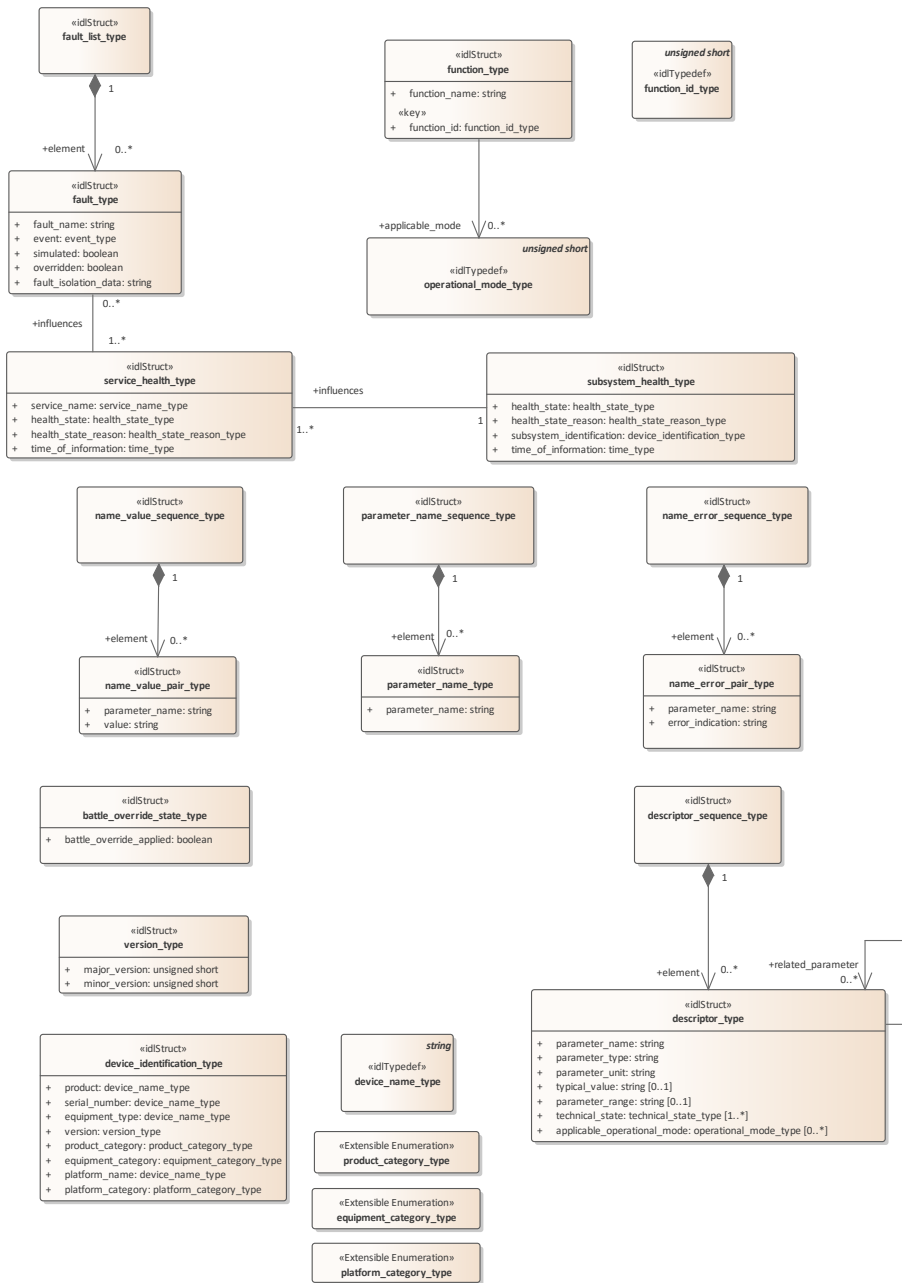 «idlStruct»
fault_list_type
1
+element
0..*
«idlStruct»
fault_type
+ fault_name: string
+ event: event_type
+ simulated: boolean
+ overridden: boolean
+ fault_isolation_data: string
0..*
+influences
1..*
«idlStruct»
function_type
+ function_name: string
«key»
+ function_id: function_id_type
+applicable_mode
0..*
unsigned short
«idlTypedef»
operational_mode_type
unsigned short
«idlTypedef»
function_id_type
«idlStruct»
service_health_type
+ service_name: service_name_type
+ health_state: health_state_type
+ health_state_reason: health_state_reason_type
+ time_of_information: time_type
+influences
1..*
1
«idlStruct»
subsystem_health_type
+ health_state: health_state_type
+ health_state_reason: health_state_reason_type
+ subsystem_identification: device_identification_type
+ time_of_information: time_type
«idlStruct»
name_value_sequence_type
1
+element
0..*
«idlStruct»
name_value_pair_type
+ parameter_name: string
+ value: string
«idlStruct»
parameter_name_sequence_type
1
+element
0..*
«idlStruct»
parameter_name_type
+ parameter_name: string
«idlStruct»
name_error_sequence_type
1
+element
0..*
«idlStruct»
name_error_pair_type
+ parameter_name: string
+ error_indication: string
«idlStruct»
battle_override_state_type
+ battle_override_applied: boolean
«idlStruct»
descriptor_sequence_type
1
+element
0..*
+related_parameter
0..*
«idlStruct»
descriptor_type
+ parameter_name: string
+ parameter_type: string
+ parameter_unit: string
+ typical_value: string [0..1]
+ parameter_range: string [0..1]
+ technical_state: technical_state_type [1..*]
+ applicable_operational_mode: operational_mode_type [0..*]
«idlStruct»
version_type
+ major_version: unsigned short
+ minor_version: unsigned short
«idlStruct»
device_identification_type
+ product: device_name_type
+ serial_number: device_name_type
+ equipment_type: device_name_type
+ version: version_type
+ product_category: product_category_type
+ equipment_category: equipment_category_type
+ platform_name: device_name_type
+ platform_category: platform_category_type
string
«idlTypedef»
device_name_type
«Extensible Enumeration»
product_category_type
«Extensible Enumeration»
equipment_category_type
«Extensible Enumeration»
platform_category_type